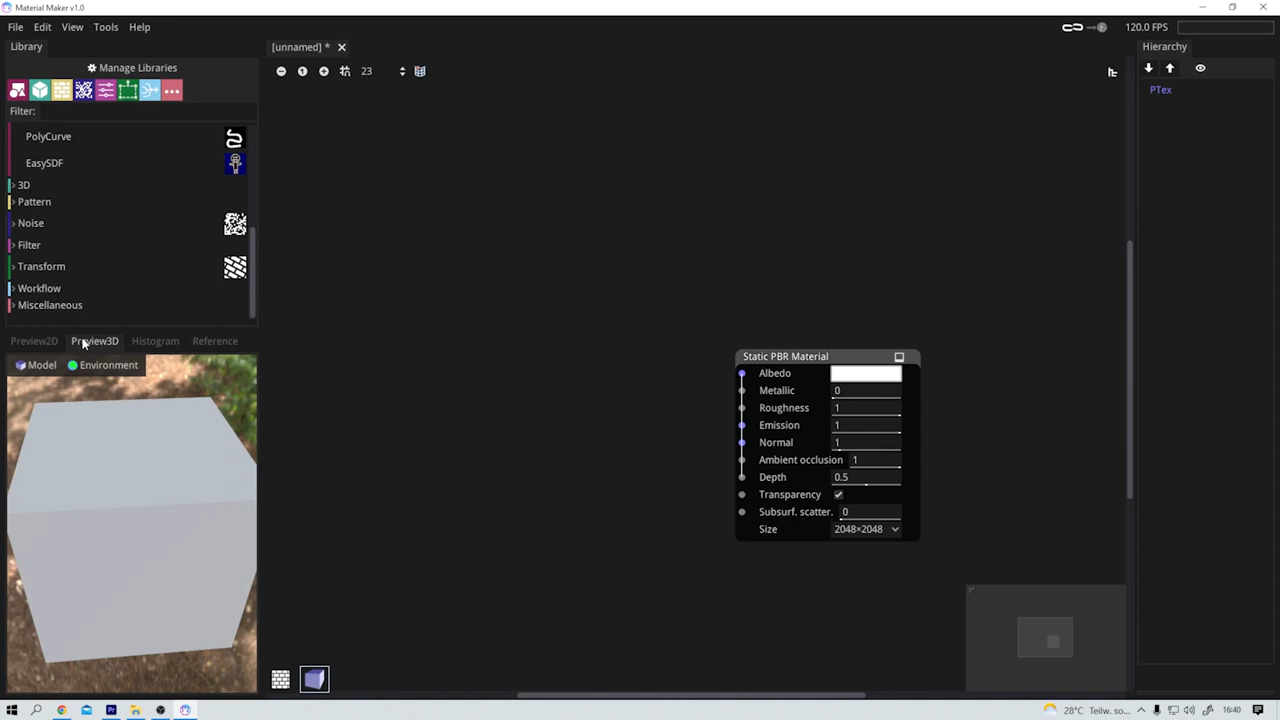 Material Maker v1.0
File Edit View Tools Help
120.0 FPS
Library
[unnamed] *
Hierarchy
Manage Libraries
23
Filter:
PTex
PolyCurve
EasySDF
3D
Pattern
Noise
Filter
Transform
Workflow
Miscellaneous
Preview2D Preview3D Histogram Reference
Model Environment
Static PBR Material
Albedo
Metallic 0
Roughness 1
Emission 1
Normal 1
Ambient occlusion 1
Depth 0.5
Transparency
Subsurf. scatter. 0
Size 2048×2048
28°C Teilw. so... 16:40